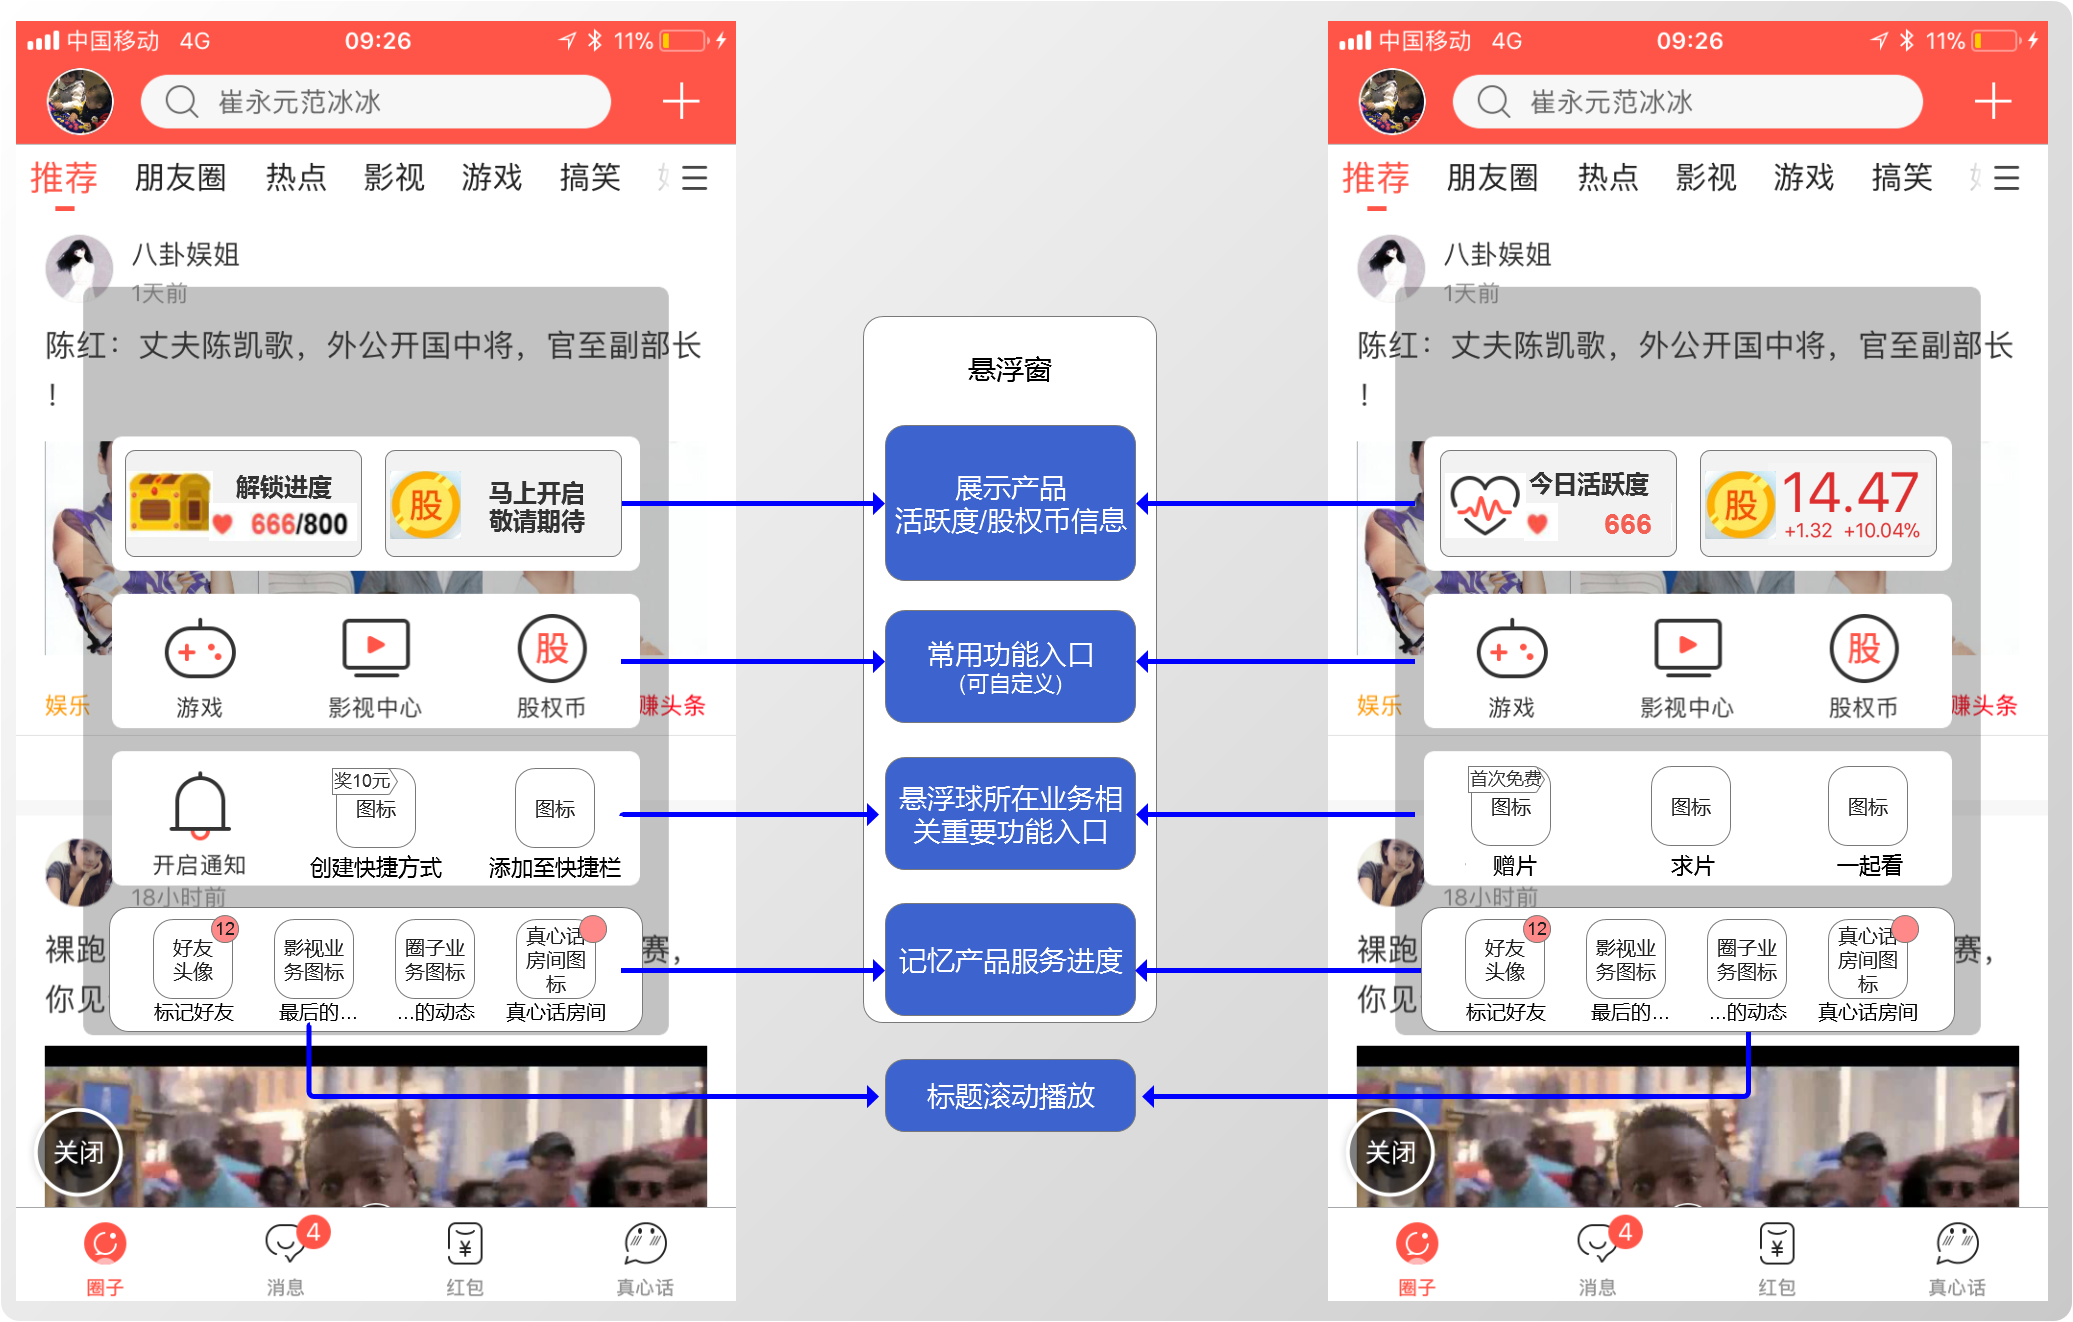 中国移动 4G 09:26 11%
崔永元范冰冰
推荐 朋友圈 热点 影视 游戏 搞笑
八卦娱姐
1天前
陈红：丈夫陈凯歌，外公开国中将，官至副部长
！
解锁进度
666/800
股
马上开启
敬请期待
游戏
影视中心
股
股权币
娱乐
赚头条
开启通知
奖10元
图标
创建快捷方式
图标
添加至快捷栏
18小时前
裸跑
赛，
你见
好友
头像
12
标记好友
影视业
务图标
最后的...
圈子业
务图标
...的动态
真心话
房间图
标
真心话房间
关闭
圈子
消息
4
红包
真心话
悬浮窗
展示产品
活跃度/股权币信息
常用功能入口
(可自定义)
悬浮球所在业务相
关重要功能入口
记忆产品服务进度
标题滚动播放
中国移动 4G 09:26 11%
崔永元范冰冰
推荐 朋友圈 热点 影视 游戏 搞笑
八卦娱姐
1天前
陈红：丈夫陈凯歌，外公开国中将，官至副部长
！
今日活跃度
666
股
14.47
+1.32 +10.04%
游戏
影视中心
股
股权币
娱乐
赚头条
首次免费
图标
赠片
图标
求片
图标
一起看
18小时前
裸跑
赛，
你见
好友
头像
12
标记好友
影视业
务图标
最后的...
圈子业
务图标
...的动态
真心话
房间图
标
真心话房间
关闭
圈子
消息
4
红包
真心话